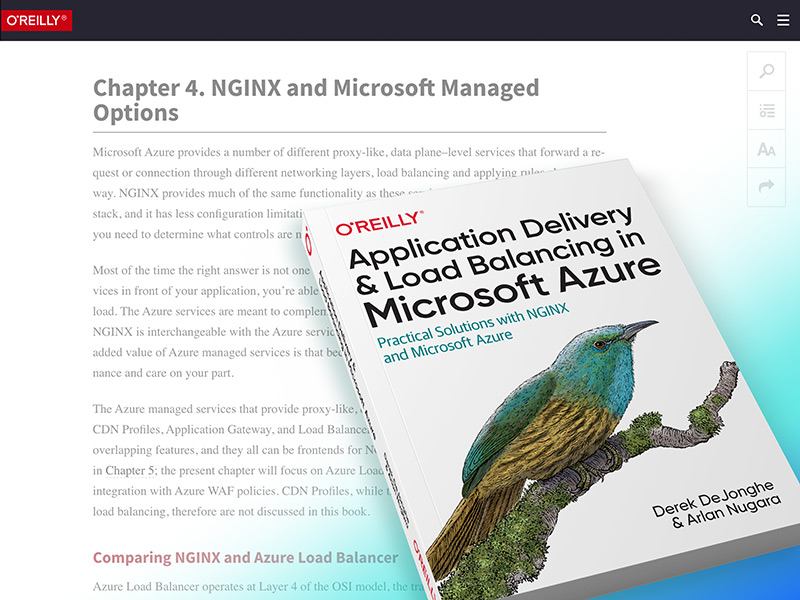 O'REILLY®
Chapter 4. NGINX and Microsoft Managed
Options
Microsoft Azure provides a number of different proxy-like, data plane–level services that forward a re-
quest or connection through different networking layers, load balancing and applying rules
way. NGINX provides much of the same functionality as these
stack, and it has less configuration
you need to determine what controls are
Most of the time the right answer is not one
vices in front of your application, you're able
load. The Azure services are meant to
NGINX is interchangeable with the Azure
added value of Azure managed services is that
nance and care on your part.
The Azure managed services that provide proxy-like,
CDN Profiles, Application Gateway, and Load
overlapping features, and they all can be frontends for
in Chapter 5; the present chapter will focus on Azure
integration with Azure WAF policies. CDN Profiles, while
load balancing, therefore are not discussed in this book.
Comparing NGINX and Azure Load Balancer
Azure Load Balancer operates at Layer 4 of the OSI model, the
AA
O'REILLY®
Application Delivery
& Load Balancing in
Microsoft Azure
Practical Solutions with NGINX
and Microsoft Azure
Derek DeJonghe
& Arlan Nugara
O'REILLY